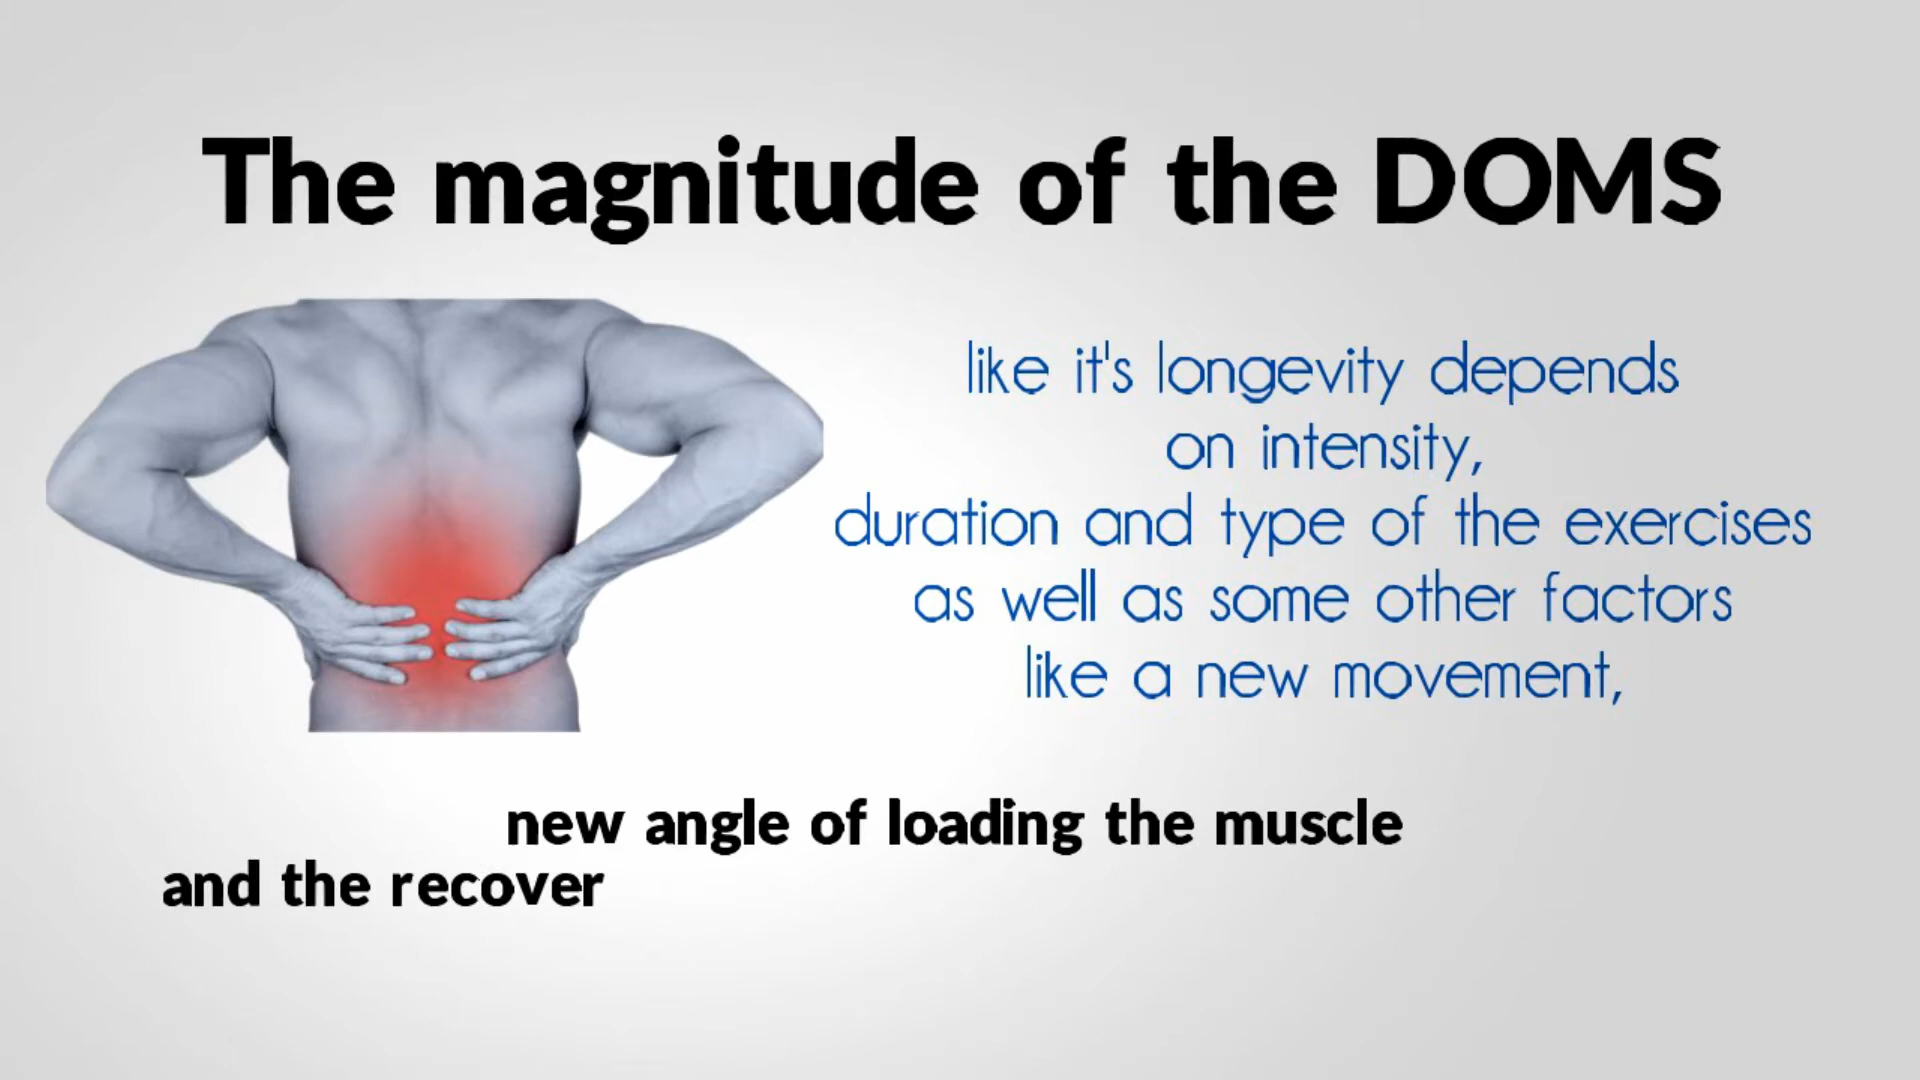 The magnitude of the DOMS
like it's longevity depends
on intensity,
duration and type of the exercises
as well as some other factors
like a new movement,
new angle of loading the muscle
and the recover